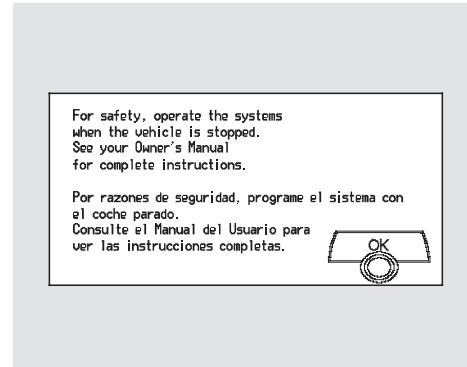 For safety, operate the systems
when the vehicle is stopped.
See your Owner's Manual
for complete instructions.
Por razones de seguridad, programe el sistema con
el coche parado.
Consulte el Manual del Usuario para
ver las instrucciones completas.
OK